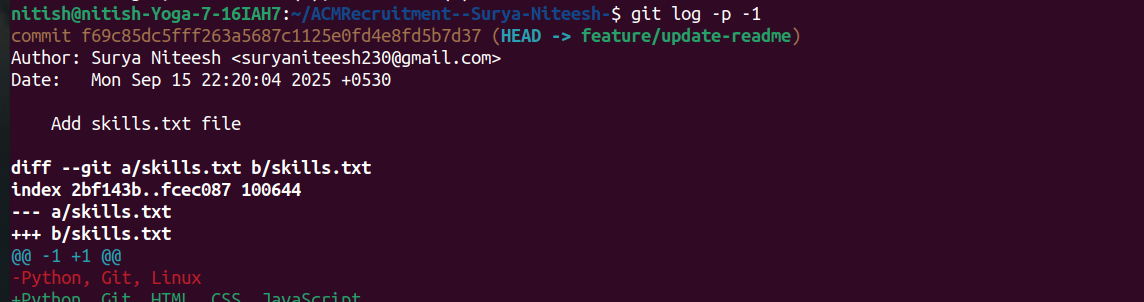 nitish@nitish-Yoga-7-16IAH7:~/ACMRecruitment--Surya-Niteesh-$ git log -p -1
commit f69c85dc5fff263a5687c1125e0fd4e8fd5b7d37 (HEAD -> feature/update-readme)
Author: Surya Niteesh <suryaniteesh230@gmail.com>
Date:   Mon Sep 15 22:20:04 2025 +0530
    Add skills.txt file
diff --git a/skills.txt b/skills.txt
index 2bf143b..fcec087 100644
--- a/skills.txt
+++ b/skills.txt
@@ -1 +1 @@
-Python, Git, Linux
+Python, Git, HTML, CSS, JavaScript